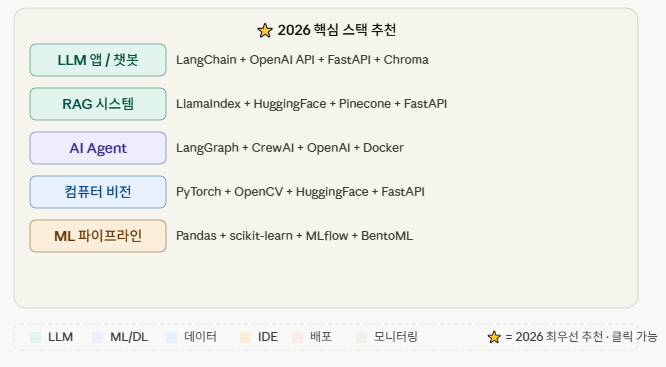 ⭐ 2026 핵심 스택 추천
LLM 앱 / 챗봇 LangChain + OpenAI API + FastAPI + Chroma
RAG 시스템 LlamaIndex + HuggingFace + Pinecone + FastAPI
AI Agent LangGraph + CrewAI + OpenAI + Docker
컴퓨터 비전 PyTorch + OpenCV + HuggingFace + FastAPI
ML 파이프라인 Pandas + scikit-learn + MLflow + BentoML
LLM ML/DL 데이터 IDE 배포 모니터링 ⭐ = 2026 최우선 추천 · 클릭 가능